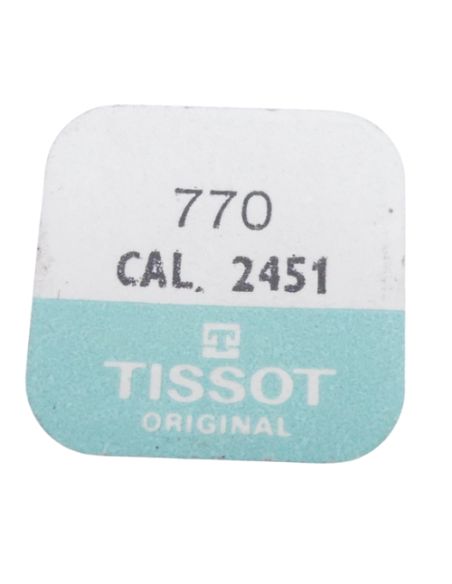 770
CAL. 2451
TISSOT
ORIGINAL